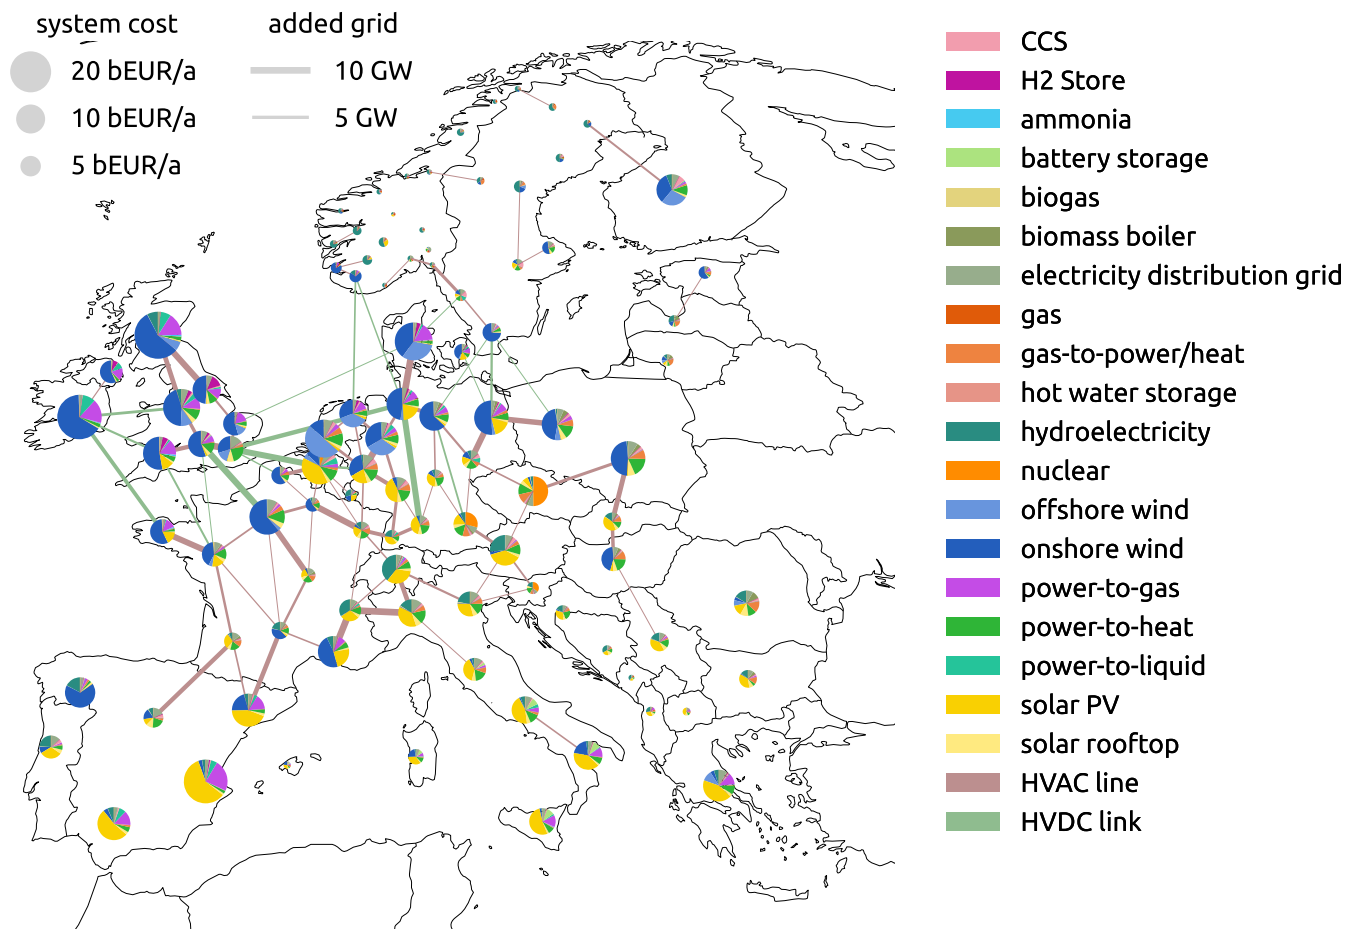 system cost
added grid
20 bEUR/a
10 GW
10 bEUR/a
5 GW
5 bEUR/a
CCS
H2 Store
ammonia
battery storage
biogas
biomass boiler
electricity distribution grid
gas
gas-to-power/heat
hot water storage
hydroelectricity
nuclear
offshore wind
onshore wind
power-to-gas
power-to-heat
power-to-liquid
solar PV
solar rooftop
HVAC line
HVDC link